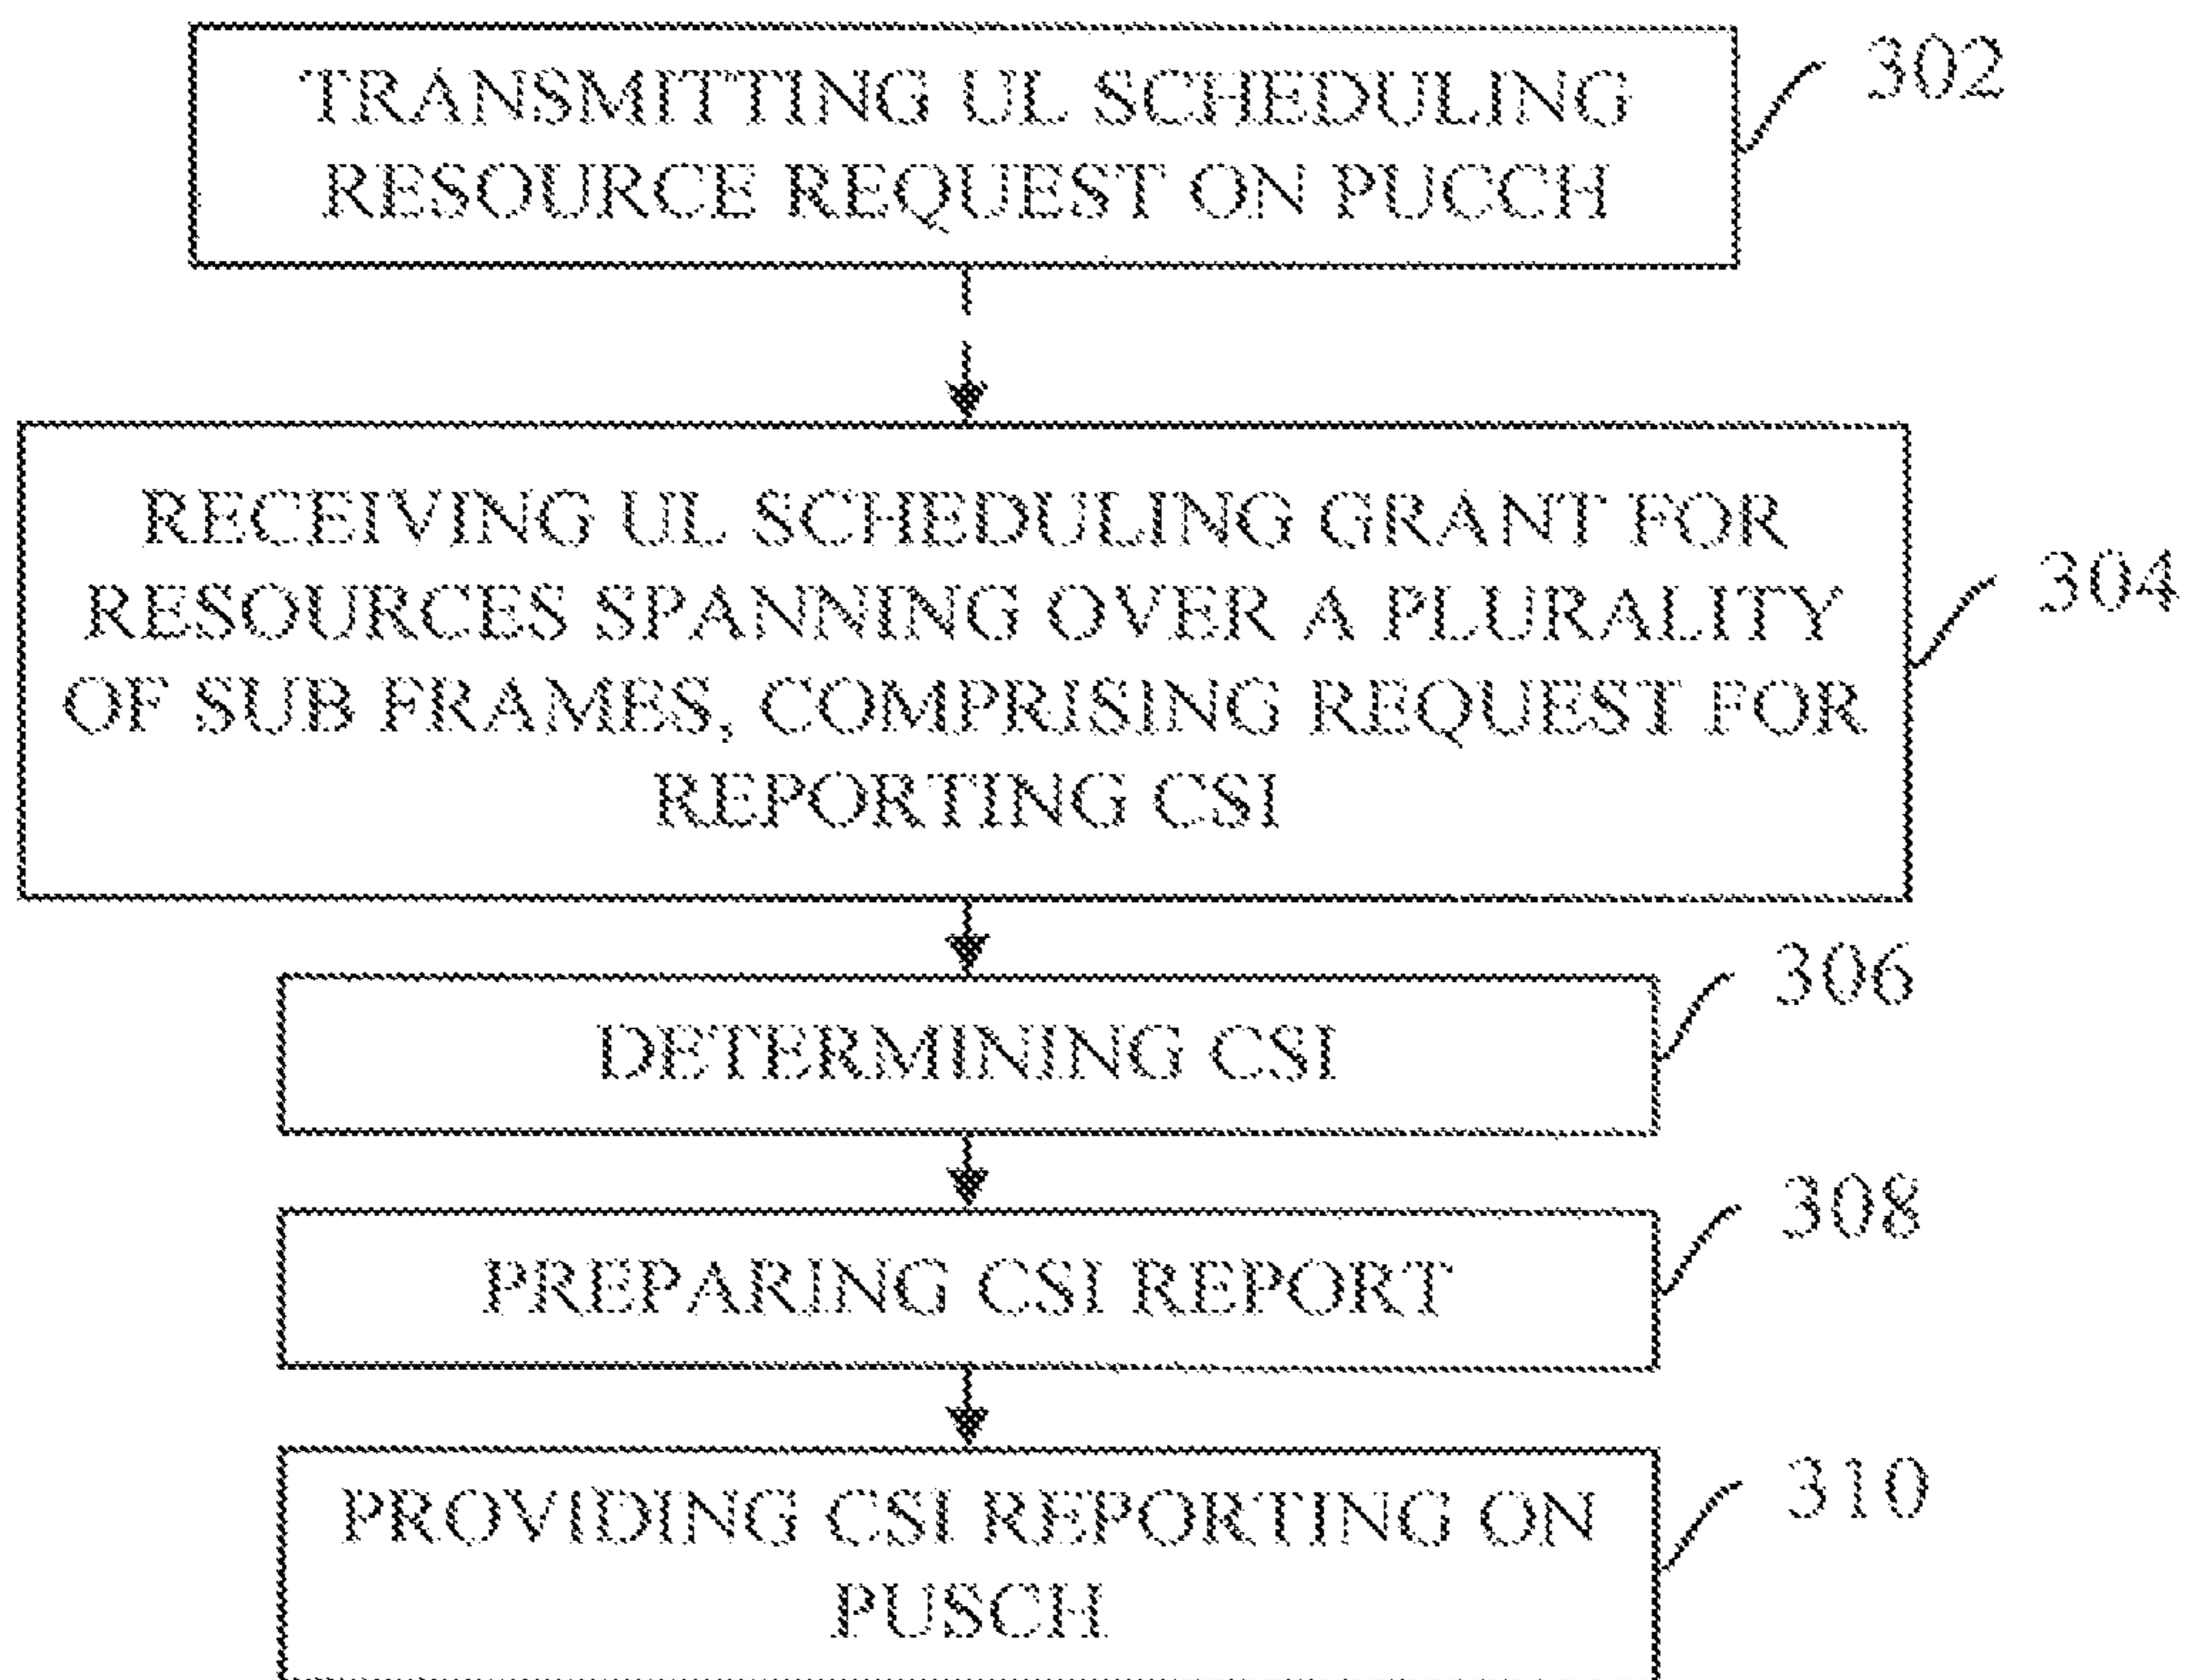 TRANSMITTING UL SCHEDULING
RESOURCE REQUEST ON PUCCH
302
RECEIVING UL SCHEDULING GRANT FOR
RESOURCES SPANNING OVER A PLURALITY
OF SUB FRAMES, COMPRISING REQUEST FOR
REPORTING CSI
304
DETERMINING CSI
306
PREPARING CSI REPORT
308
PROVIDING CSI REPORTING ON
PUSCH
310